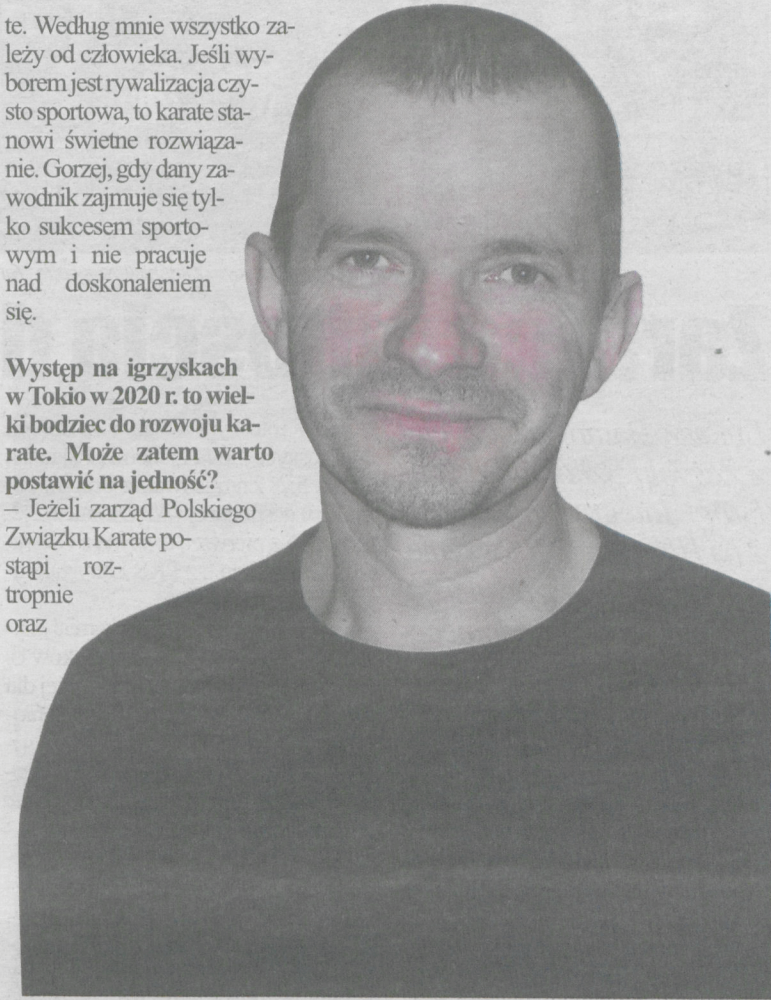 te. Według mnie wszystko za-
leży od człowieka. Jeśli wy-
borem jest rywalizacja czy-
sto sportowa, to karate sta-
nowi świetne rozwiąza-
nie. Gorzej, gdy dany za-
wodnik zajmuje się tyl-
ko sukcesem sporto-
wym i nie pracuje
nad doskonaleniem
się.
Występ na igrzyskach
w Tokio w 2020 r. to wiel-
ki bodziec do rozwoju ka-
rate. Może zatem warto
postawić na jedność?
– Jeżeli zarząd Polskiego
Związku Karate po-
stąpi roz-
tropnie
oraz